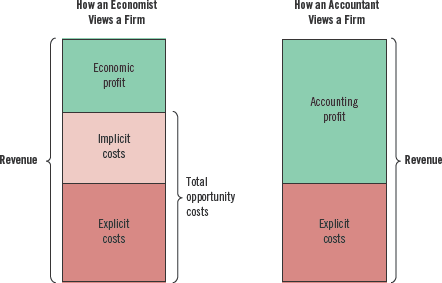 How an Economist
Views a Firm
How an Accountant
Views a Firm
Revenue
Economic
profit
Implicit
costs
Explicit
costs
Total
opportunity
costs
Accounting
profit
Explicit
costs
Revenue